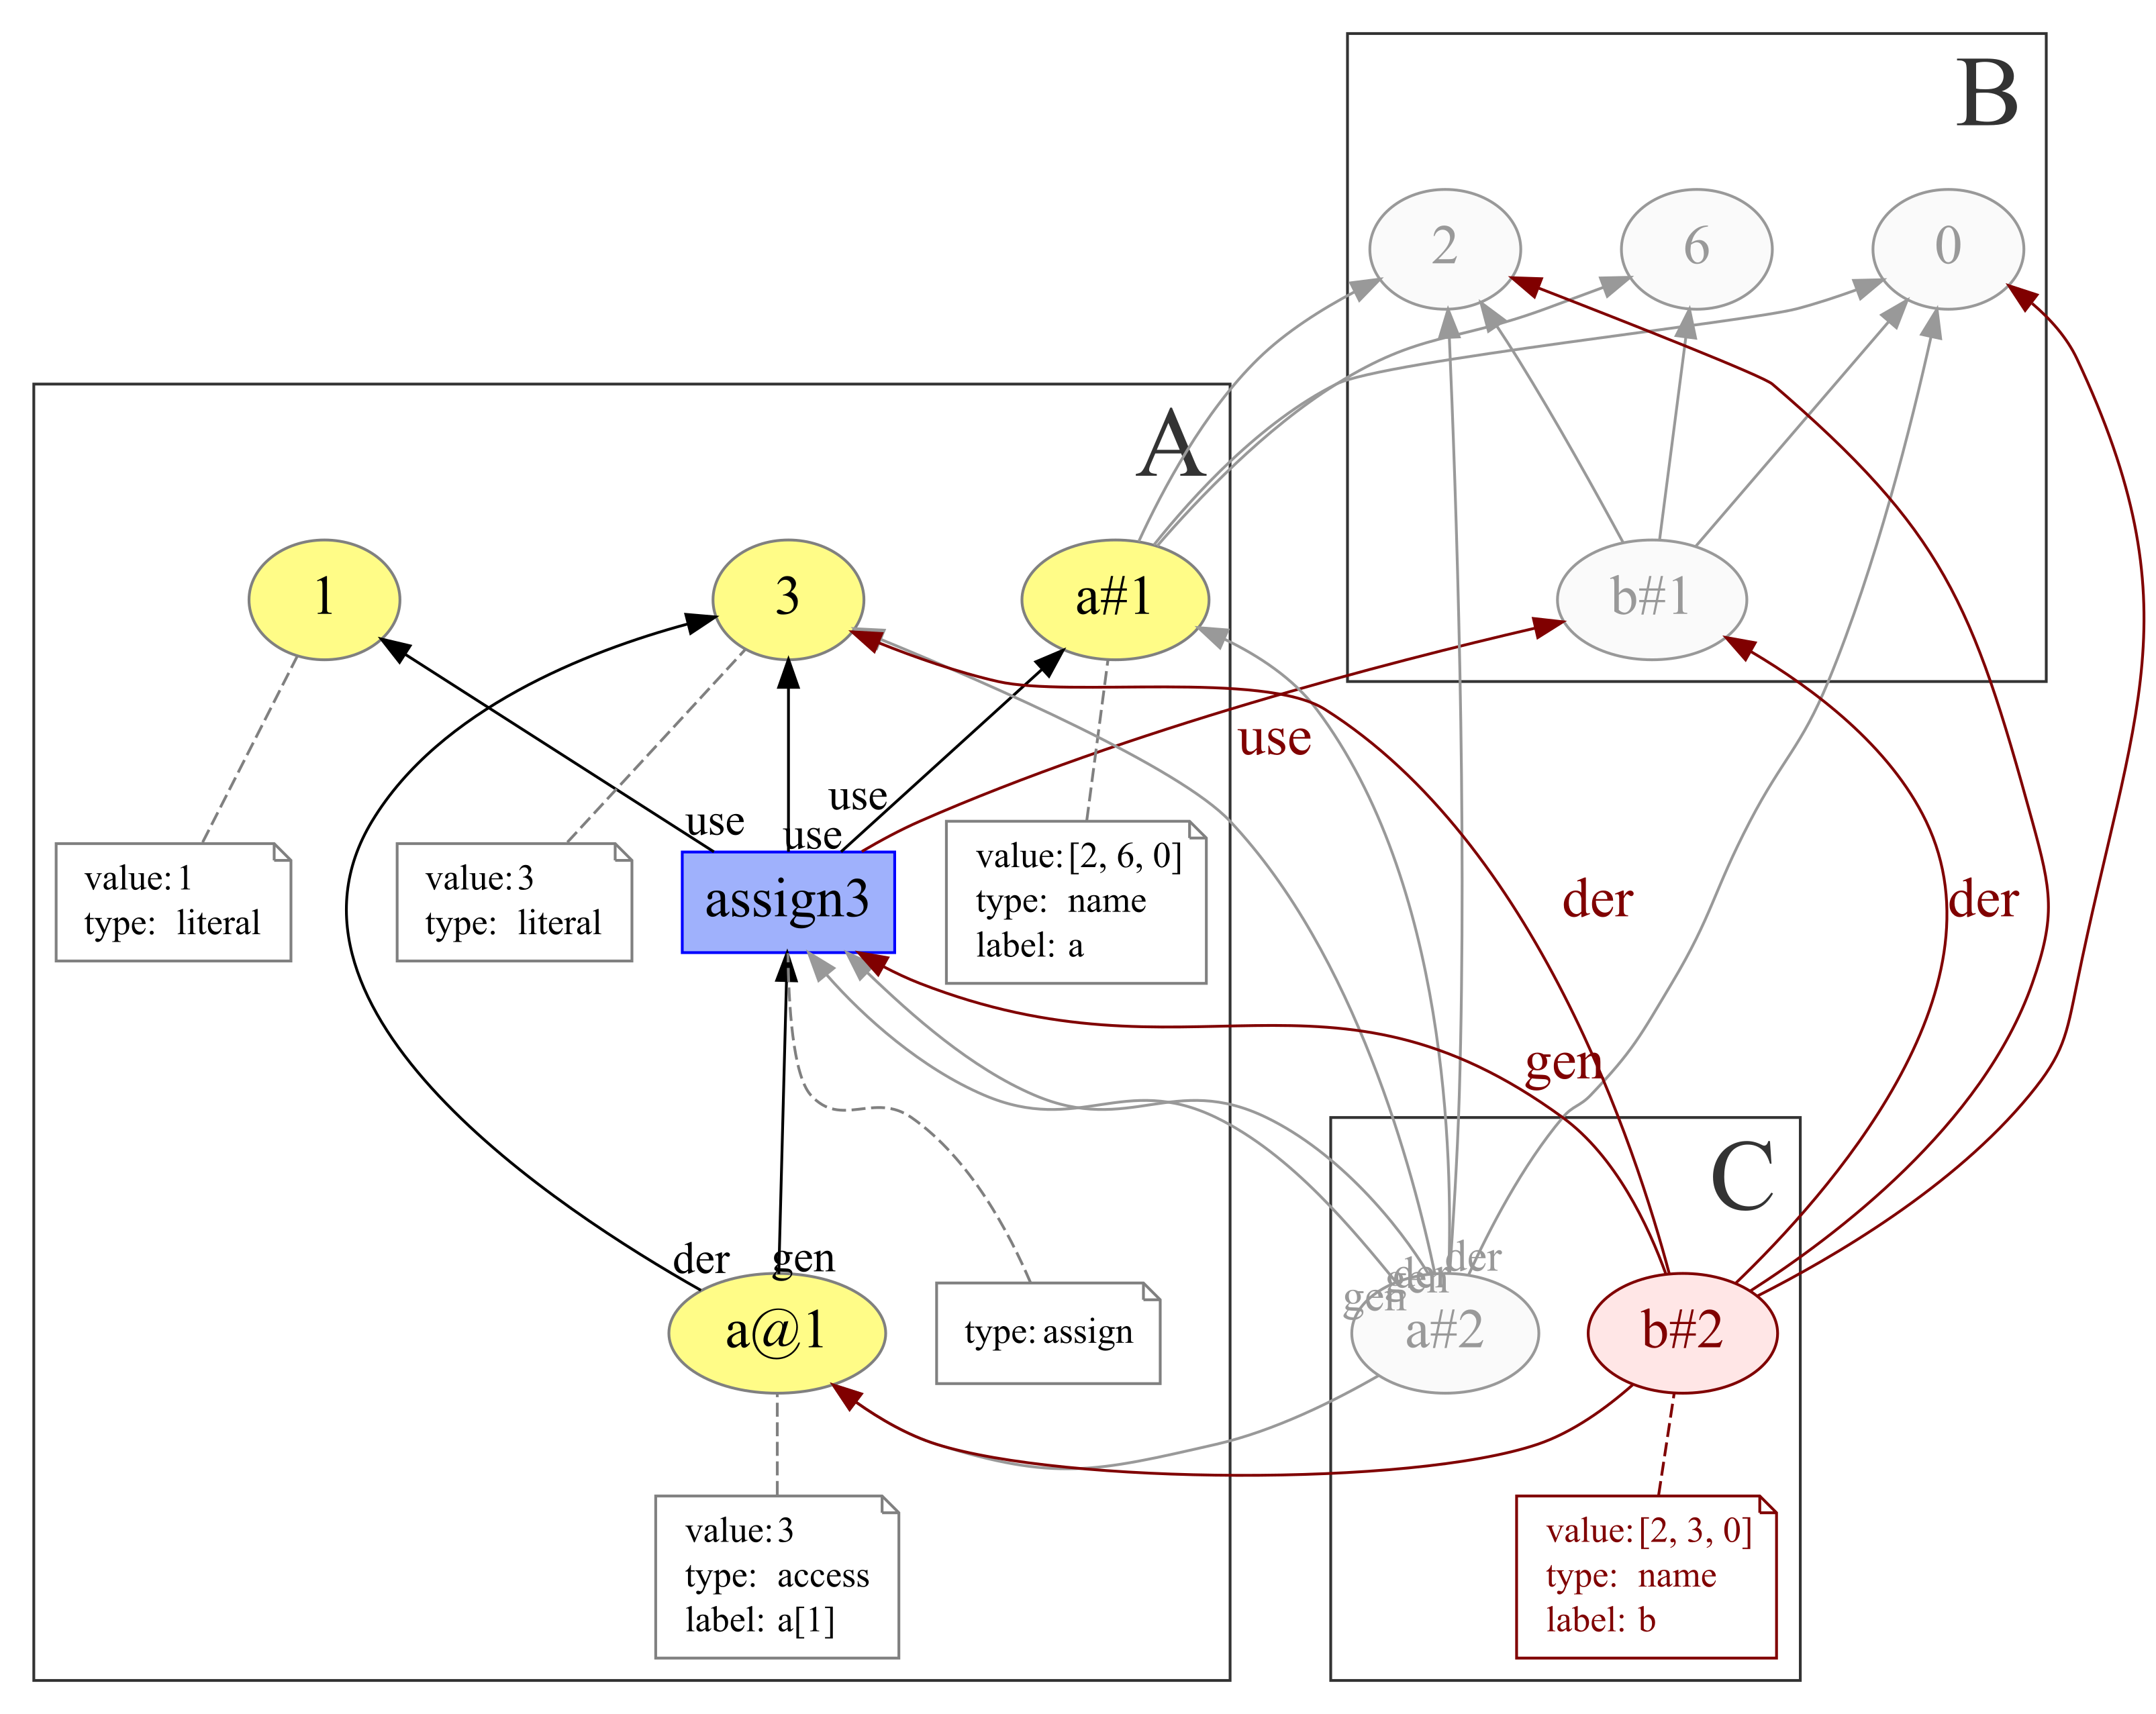 B
2
6
0
A
1
3
a#1
b#1
use
use
use
use
value: 1
type: literal
value: 3
type: literal
assign3
value: [2, 6, 0]
type: name
label: a
der
der
gen
C
der
gen
der
der
gen
gen
a@1
type: assign
a#2
b#2
value: 3
type: access
label: a[1]
value: [2, 3, 0]
type: name
label: b